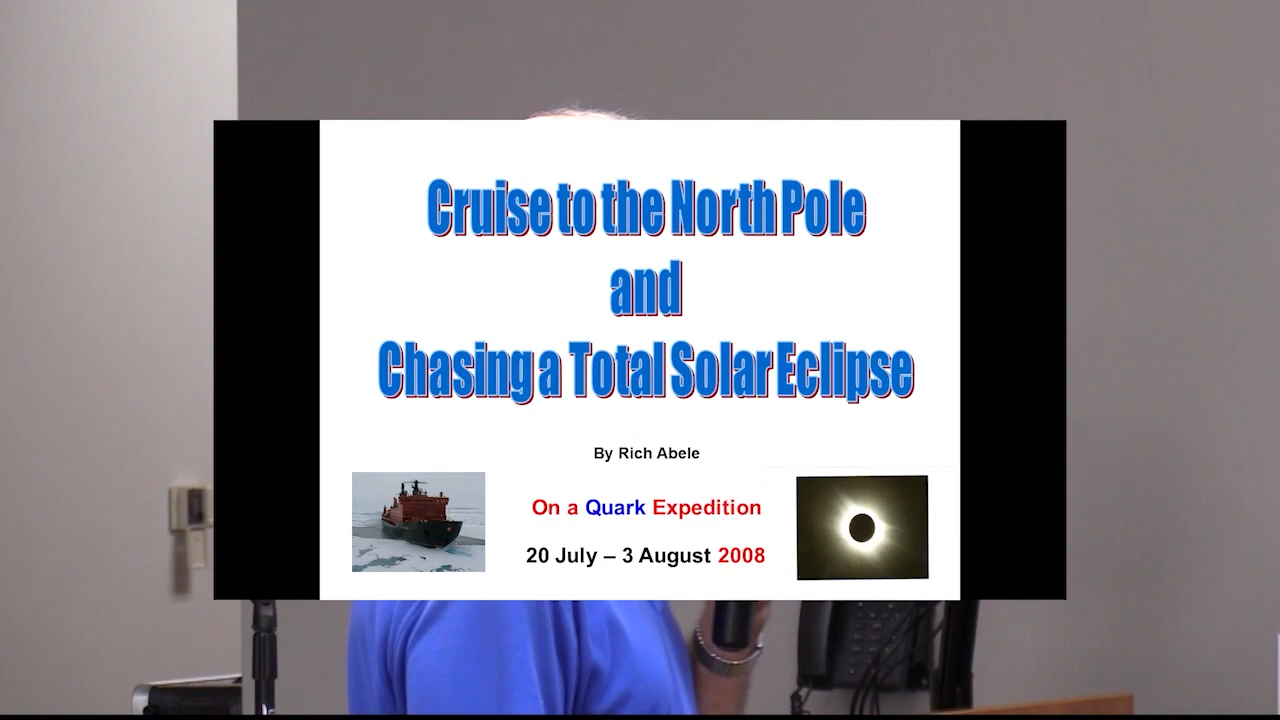 Cruise to the North Pole
and
Chasing a Total Solar Eclipse
By Rich Abele
On a Quark Expedition
20 July – 3 August 2008